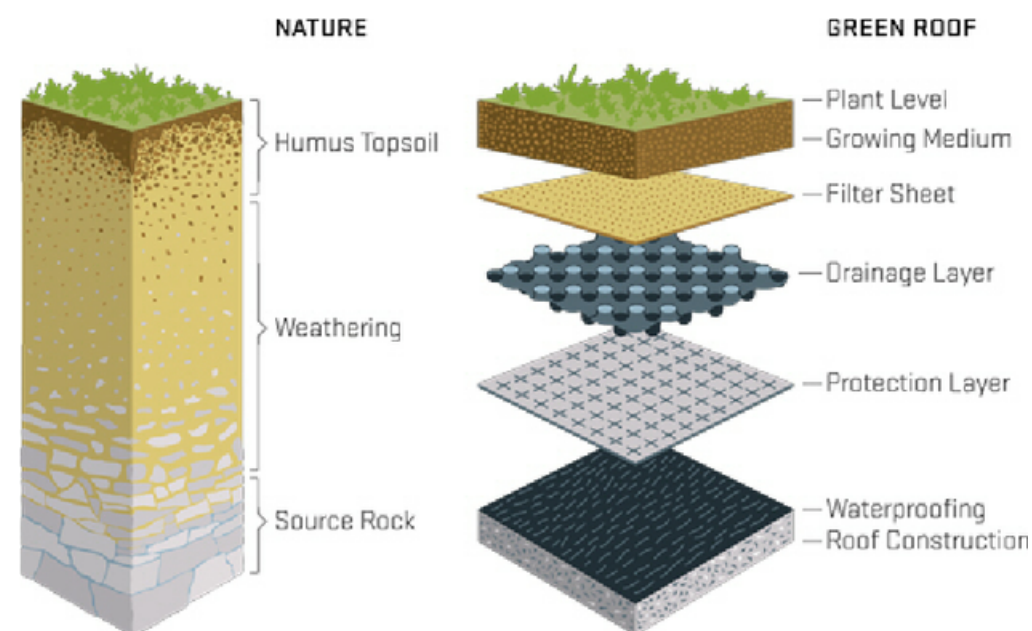 NATURE
Humus Topsoil
Weathering
Source Rock
GREEN ROOF
Plant Level
Growing Medium
Filter Sheet
Drainage Layer
Protection Layer
Waterproofing
Roof Construction